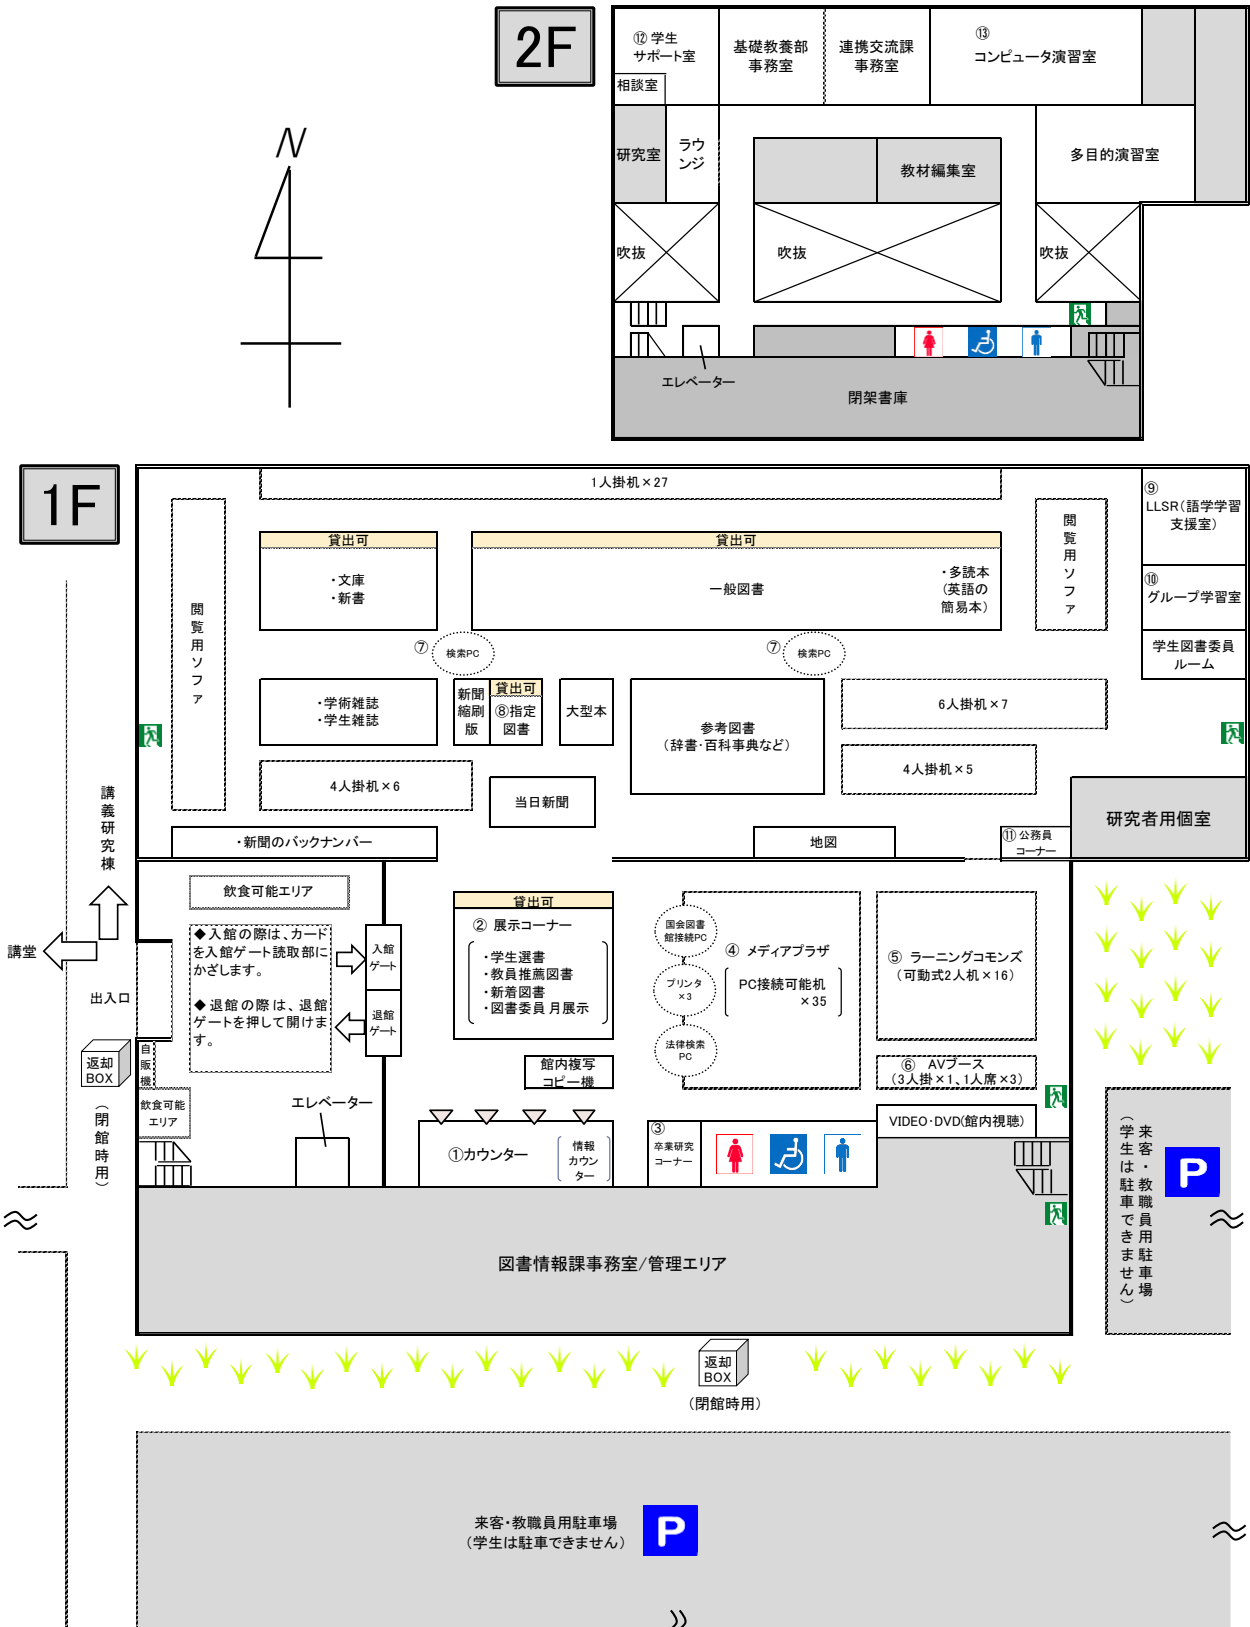 2F
⑫ 学生
サポート室
相談室
基礎教養部
事務室
連携交流課
事務室
⑬
コンピュータ演習室
研究室
ラウ
ンジ
教材編集室
多目的演習室
吹抜
吹抜
吹抜
エレベーター
閉架書庫
N
1F
1人掛机×27
閲覧用ソファ
貸出可
・文庫
・新書
貸出可
一般図書
・多読本
(英語の
簡易本)
閲覧用ソファ
⑨
LLSR(語学学習
支援室)
⑩
グループ学習室
学生図書委員
ルーム
⑦
検索PC
⑦
検索PC
・学術雑誌
・学生雑誌
新聞
縮刷
版
貸出可
⑧指定
図書
大型本
参考図書
(辞書・百科事典など)
6人掛机×7
4人掛机×5
4人掛机×6
当日新聞
・新聞のバックナンバー
地図
⑪公務員
コーナー
研究者用個室
講義研究棟
講堂
出入口
返却
BOX
(閉館時用)
飲食可能エリア
◆入館の際は、カード
を入館ゲート読取部に
かざします。
◆退館の際は、退館
ゲートを押して開けま
す。
入館
ゲート
退館
ゲート
自
販
機
飲食可能
エリア
エレベーター
貸出可
② 展示コーナー
・学生選書
・教員推薦図書
・新着図書
・図書委員 月展示
館内複写
コピー機
国会図書
館接続PC
プリンタ
×3
法律検索
PC
④ メディアプラザ
PC接続可能机
×35
⑤ ラーニングコモンズ
(可動式2人机×16)
⑥ AVブース
(3人掛×1、1人席×3)
VIDEO・DVD(館内視聴)
①カウンター
情報
カウン
ター
③
卒業研究
コーナー
図書情報課事務室/管理エリア
来客・教職員用駐車場
(学生は駐車できません)
P
返却
BOX
(閉館時用)
来客・教職員用駐車場
(学生は駐車できません)
P